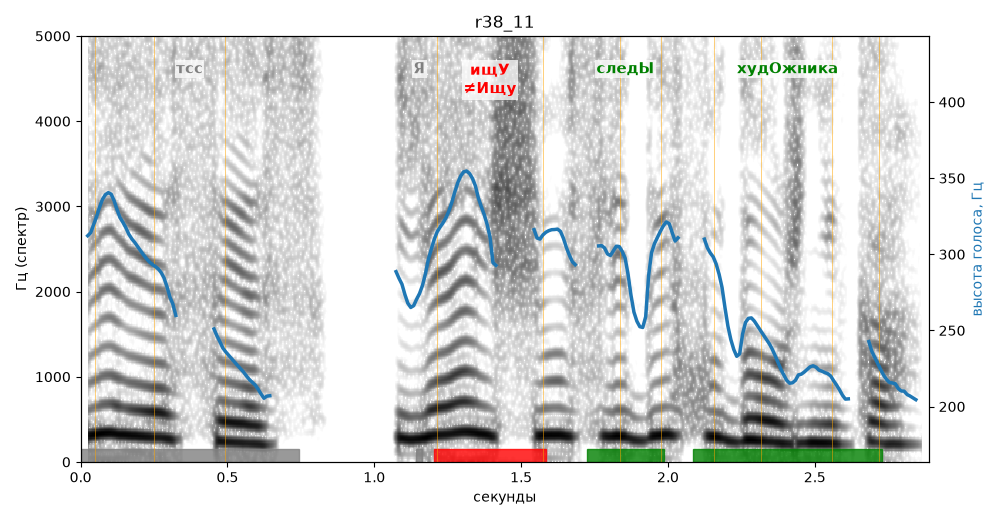 r38_11
5000
4000
3000
2000
1000
0
Гц (спектр)
тсс
Я
ищУ
≠Ищу
следЫ
худОжника
400
350
300
250
200
высота голоса, Гц
0.0 0.5 1.0 1.5 2.0 2.5
секунды